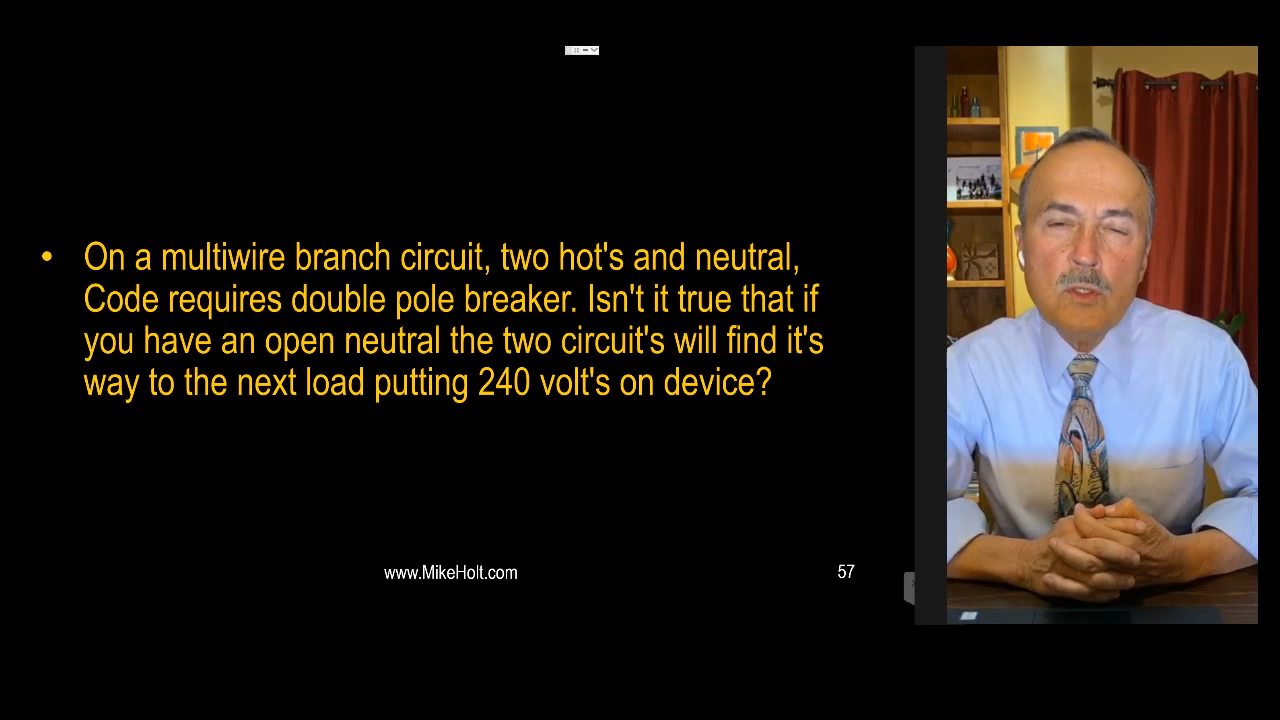 • On a multiwire branch circuit, two hot's and neutral,
Code requires double pole breaker. Isn't it true that if
you have an open neutral the two circuit's will find it's
way to the next load putting 240 volt's on device?
www.MikeHolt.com
57